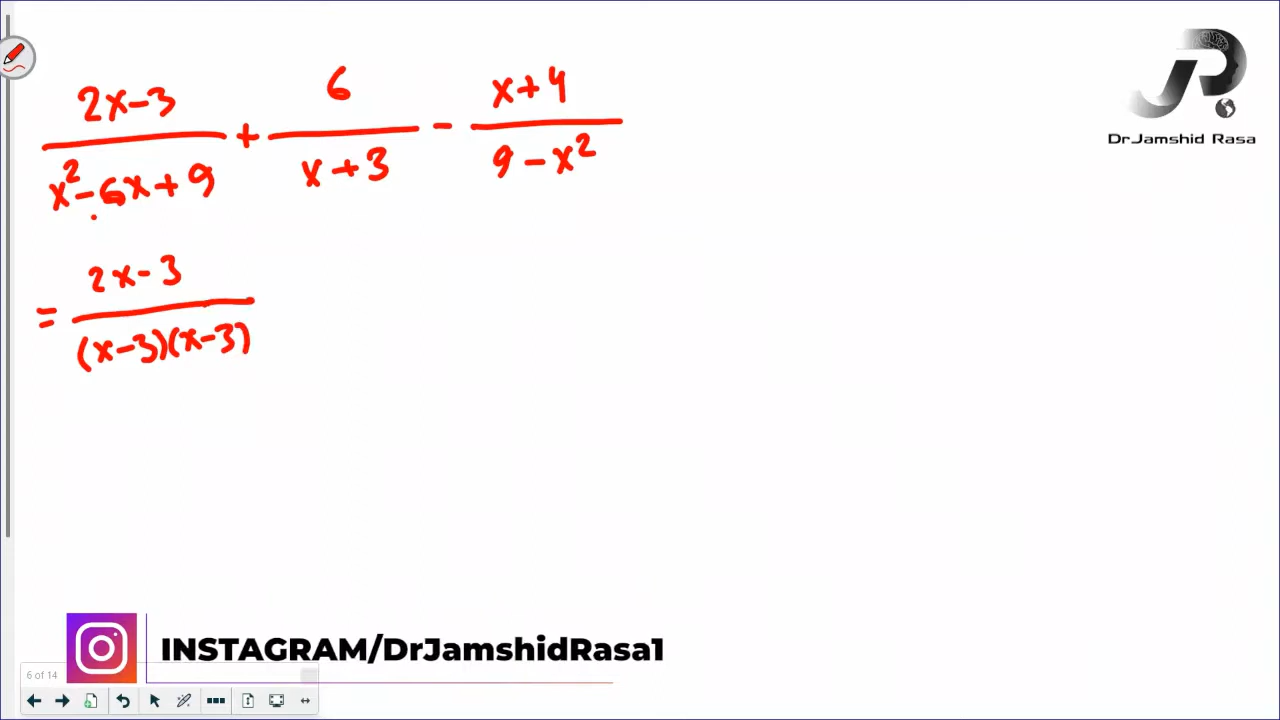 (2x-3)/(x²-6x+9) + 6/(x+3) - (x+4)/(9-x²)
= (2x-3)/((x-3)(x-3))
DrJamshid Rasa
INSTAGRAM/DrJamshidRasa1
6 of 14